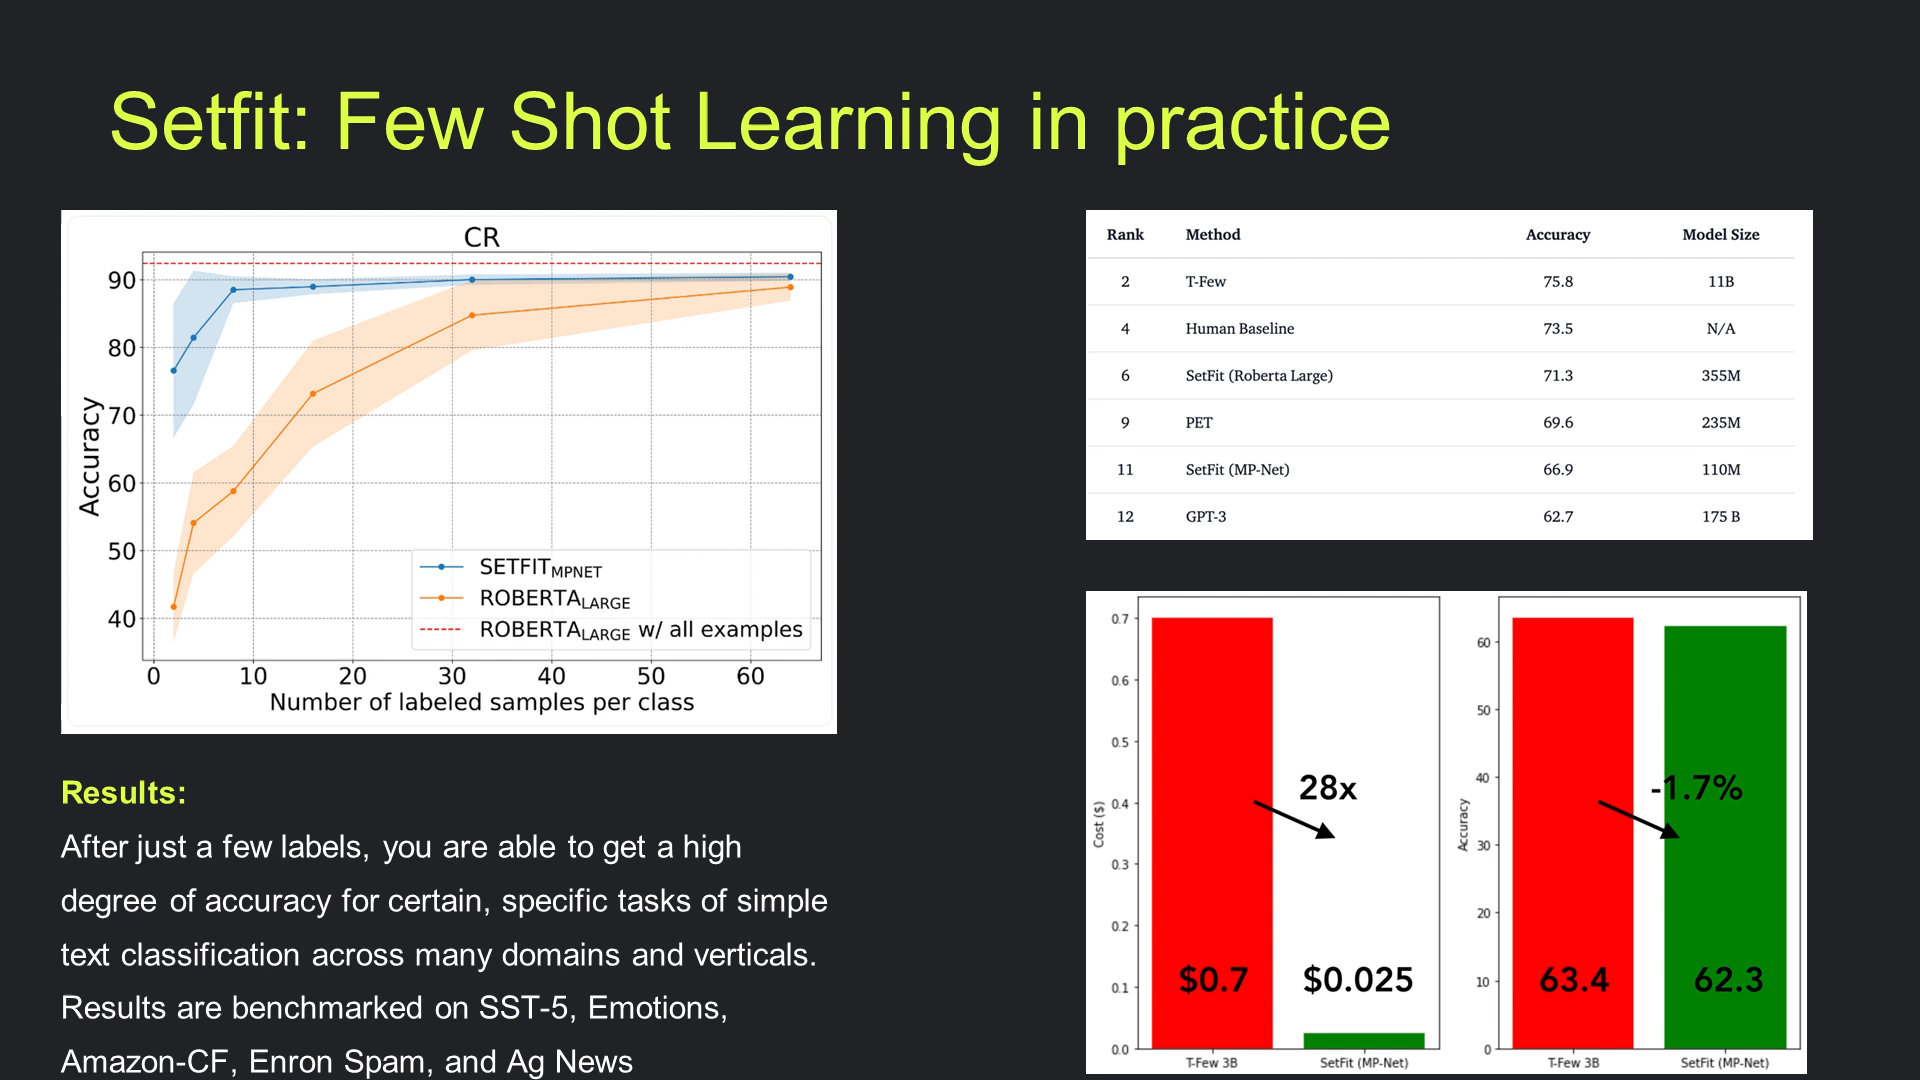 Setfit: Few Shot Learning in practice
CR
90
80
70
60
50
40
Accuracy
SETFIT MPNET
ROBERTA LARGE
ROBERTA LARGE w/ all examples
0 10 20 30 40 50 60
Number of labeled samples per class
Results:
After just a few labels, you are able to get a high
degree of accuracy for certain, specific tasks of simple
text classification across many domains and verticals.
Results are benchmarked on SST-5, Emotions,
Amazon-CF, Enron Spam, and Ag News
Rank Method Accuracy Model Size
2 T-Few 75.8 11B
4 Human Baseline 73.5 N/A
6 SetFit (Roberta Large) 71.3 355M
9 PET 69.6 235M
11 SetFit (MP-Net) 66.9 110M
12 GPT-3 62.7 175 B
0.7
0.6
0.5
0.4
0.3
0.2
0.1
0.0
Cost ($)
28x
$0.7 $0.025
T-Few 3B SetFit (MP-Net)
60
50
40
30
20
10
0
Accuracy
-1.7%
63.4 62.3
T-Few 3B SetFit (MP-Net)